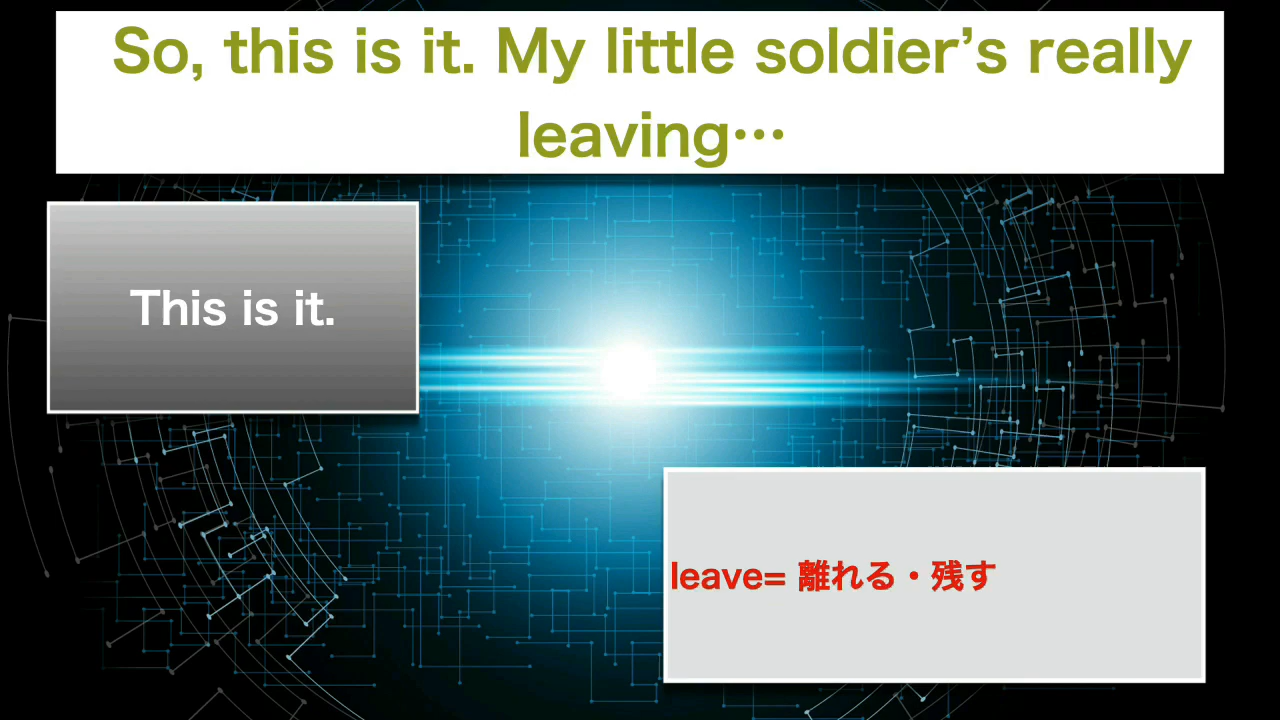 So, this is it. My little soldier’s really
leaving…
This is it.
leave= 離れる・残す